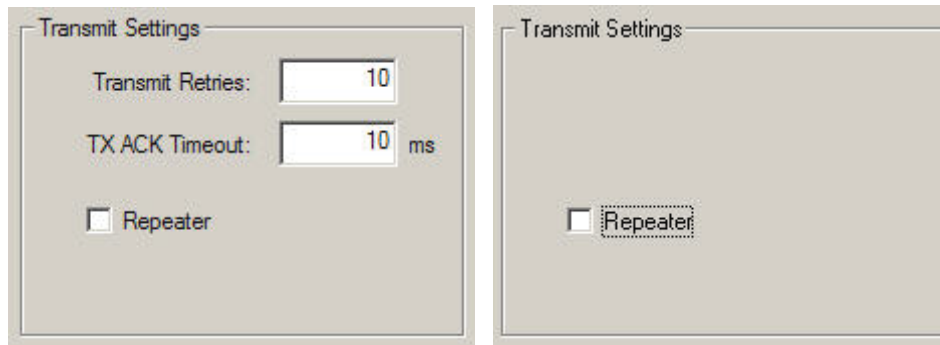 Transmit Settings
Transmit Retries: 10
TX ACK Timeout: 10 ms
Repeater
Transmit Settings
Repeater